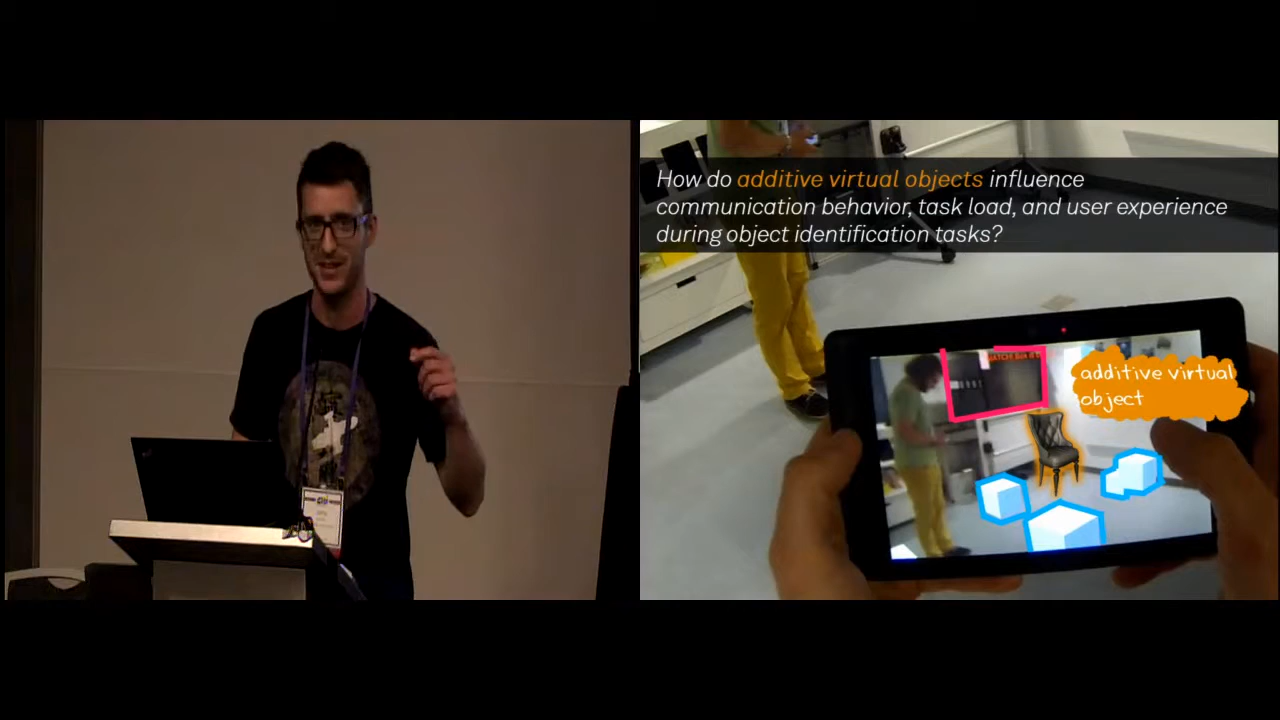 How do additive virtual objects influence
communication behavior, task load, and user experience
during object identification tasks?
additive virtual
object